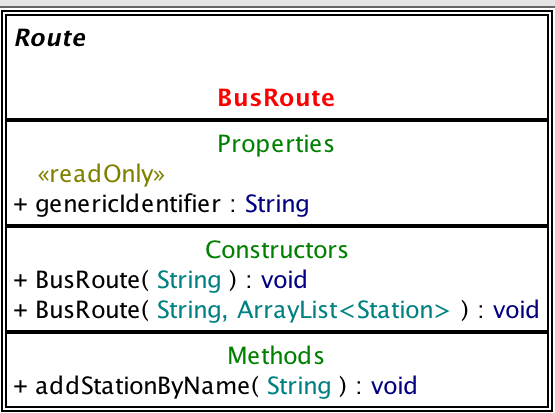 Route
BusRoute
Properties
«readOnly»
+ genericIdentifier : String
Constructors
+ BusRoute( String ) : void
+ BusRoute( String, ArrayList<Station> ) : void
Methods
+ addStationByName( String ) : void